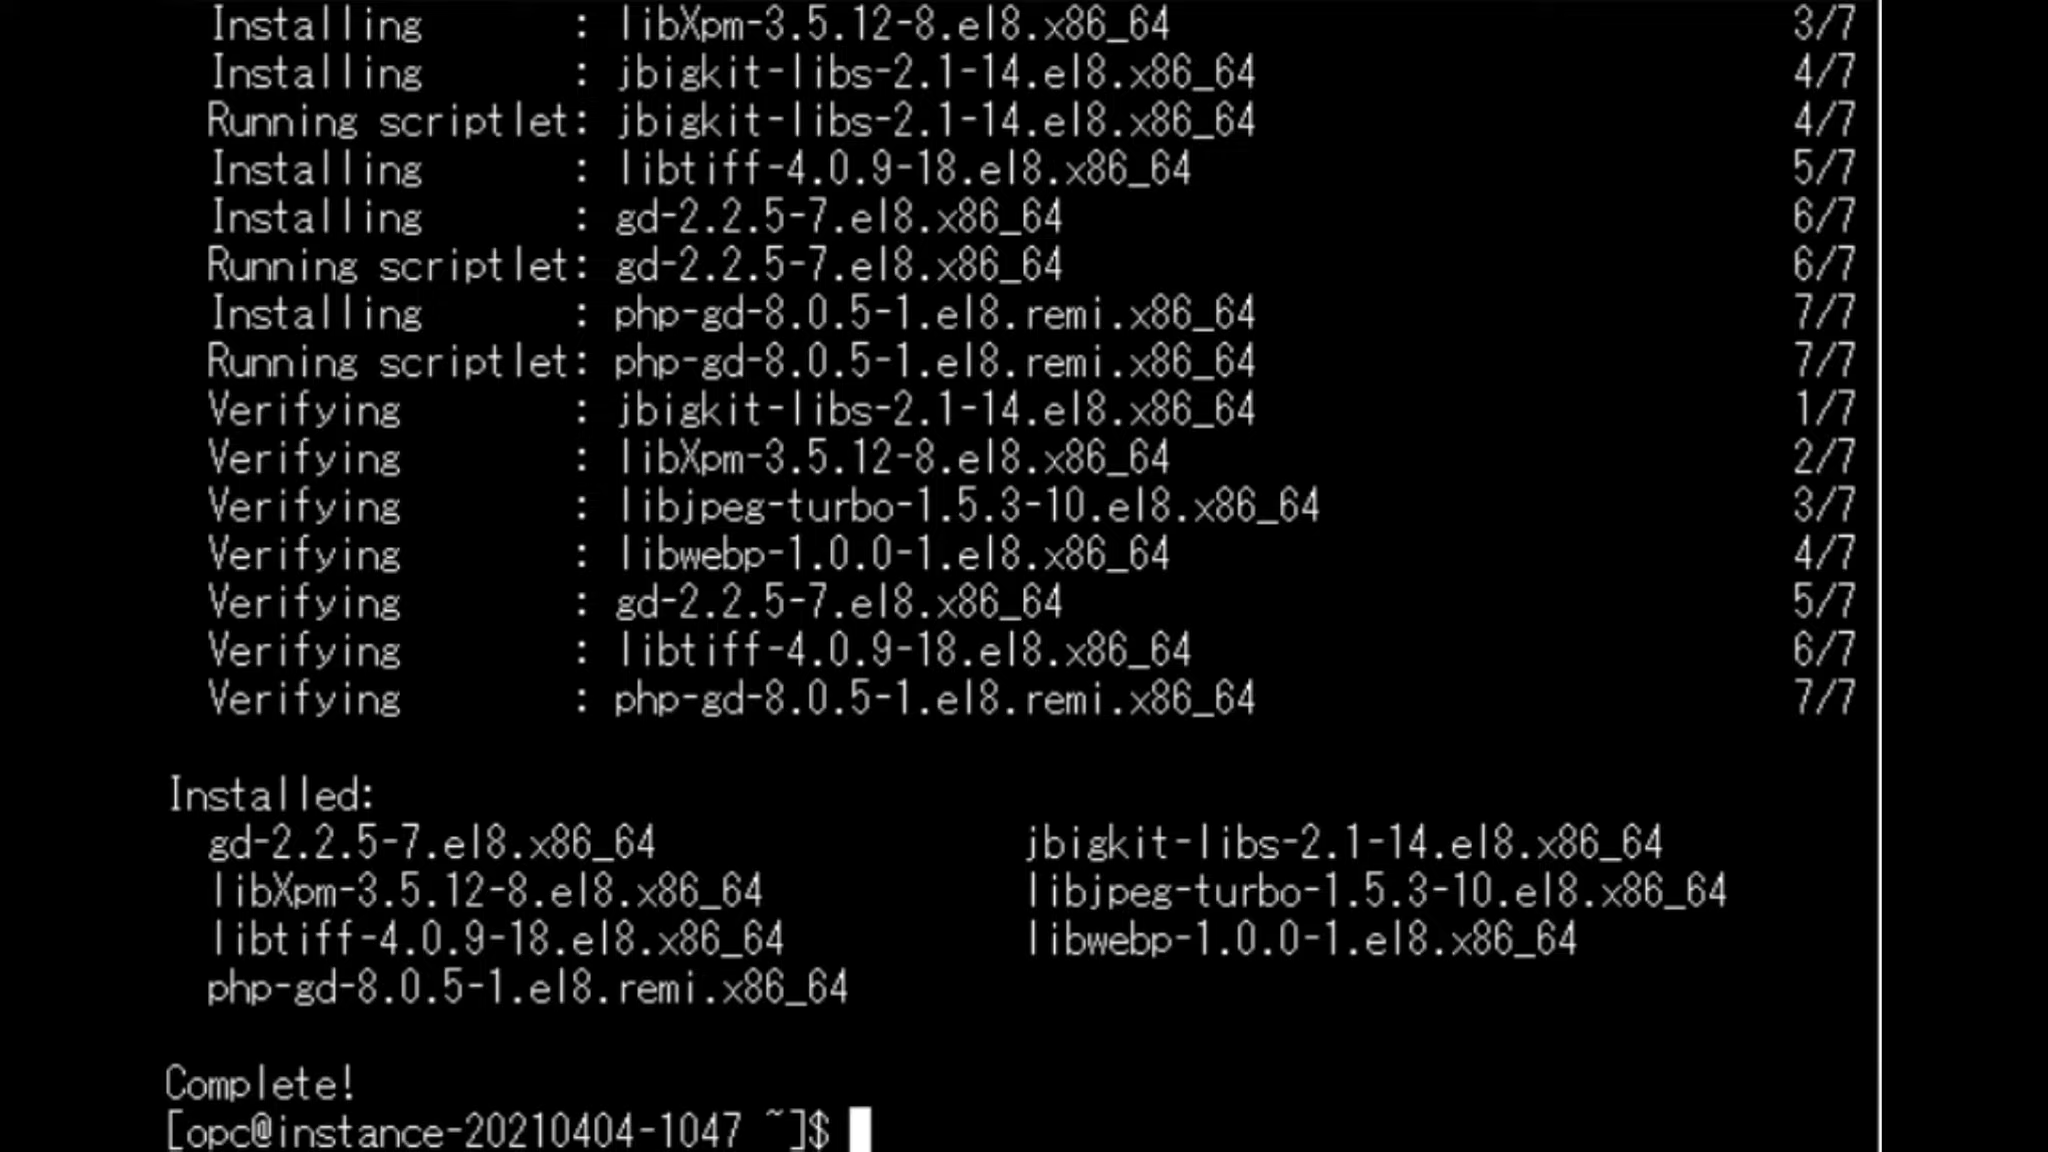 Installing : libXpm-3.5.12-8.el8.x86_64 3/7
Installing : jbigkit-libs-2.1-14.el8.x86_64 4/7
Running scriptlet: jbigkit-libs-2.1-14.el8.x86_64 4/7
Installing : libtiff-4.0.9-18.el8.x86_64 5/7
Installing : gd-2.2.5-7.el8.x86_64 6/7
Running scriptlet: gd-2.2.5-7.el8.x86_64 6/7
Installing : php-gd-8.0.5-1.el8.remi.x86_64 7/7
Running scriptlet: php-gd-8.0.5-1.el8.remi.x86_64 7/7
Verifying : jbigkit-libs-2.1-14.el8.x86_64 1/7
Verifying : libXpm-3.5.12-8.el8.x86_64 2/7
Verifying : libjpeg-turbo-1.5.3-10.el8.x86_64 3/7
Verifying : libwebp-1.0.0-1.el8.x86_64 4/7
Verifying : gd-2.2.5-7.el8.x86_64 5/7
Verifying : libtiff-4.0.9-18.el8.x86_64 6/7
Verifying : php-gd-8.0.5-1.el8.remi.x86_64 7/7
Installed:
gd-2.2.5-7.el8.x86_64 jbigkit-libs-2.1-14.el8.x86_64
libXpm-3.5.12-8.el8.x86_64 libjpeg-turbo-1.5.3-10.el8.x86_64
libtiff-4.0.9-18.el8.x86_64 libwebp-1.0.0-1.el8.x86_64
php-gd-8.0.5-1.el8.remi.x86_64
Complete!
[opc@instance-20210404-1047 ~]$